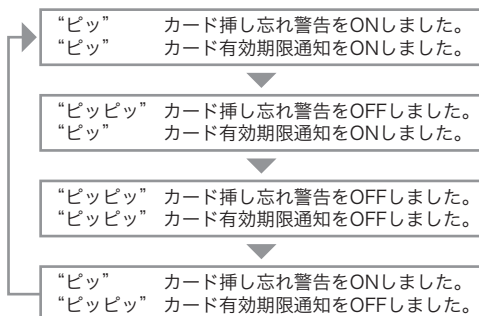 “ピッ” カード挿し忘れ警告をONしました。
“ピッ” カード有効期限通知をONしました。
“ピッピッ” カード挿し忘れ警告をOFFしました。
“ピッ” カード有効期限通知をONしました。
“ピッピッ” カード挿し忘れ警告をOFFしました。
“ピッピッ” カード有効期限通知をOFFしました。
“ピッ” カード挿し忘れ警告をONしました。
“ピッピッ” カード有効期限通知をOFFしました。